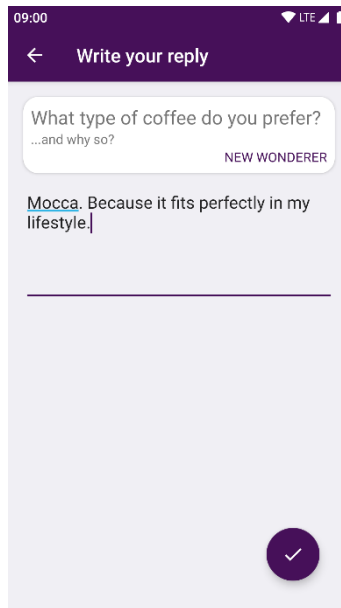 09:00
LTE
Write your reply
What type of coffee do you prefer?
...and why so?
NEW WONDERER
Mocca. Because it fits perfectly in my
lifestyle.